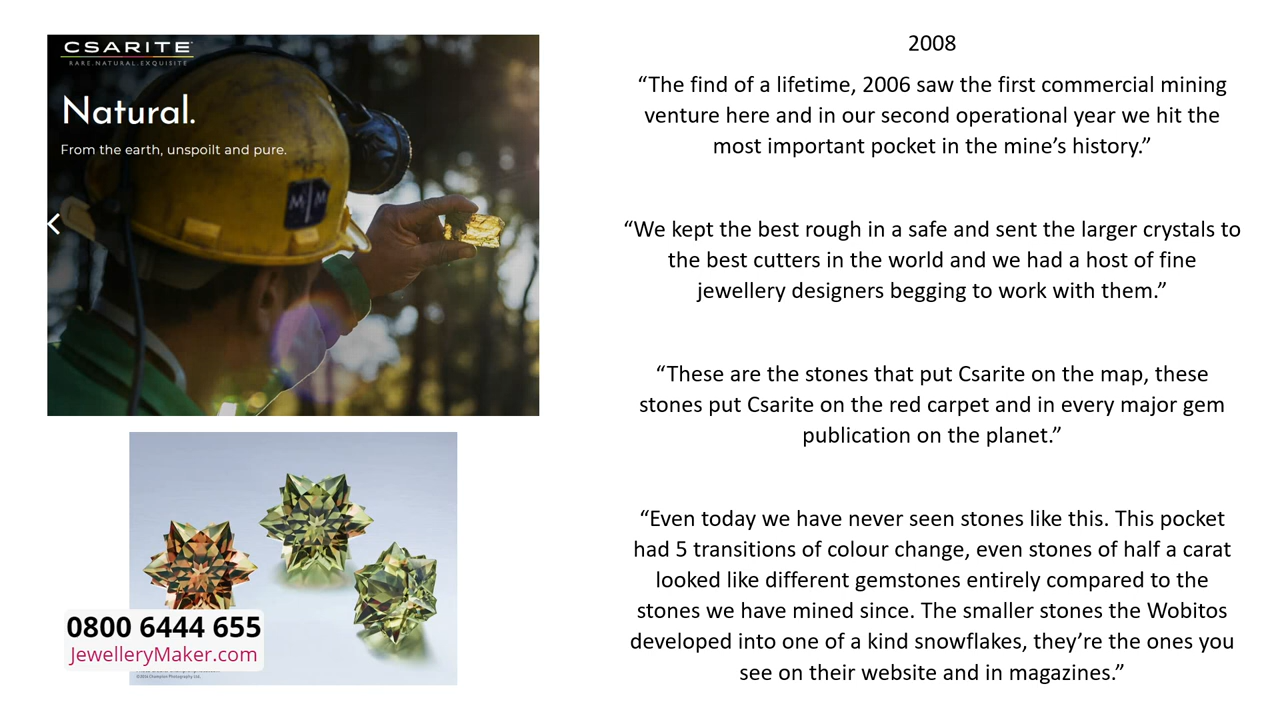 CSARITE
RARE.NATURAL.EXQUISITE
Natural.
From the earth, unspoilt and pure.
M M
0800 6444 655
JewelleryMaker.com
2008
“The find of a lifetime, 2006 saw the first commercial mining
venture here and in our second operational year we hit the
most important pocket in the mine’s history.”
“We kept the best rough in a safe and sent the larger crystals to
the best cutters in the world and we had a host of fine
jewellery designers begging to work with them.”
“These are the stones that put Csarite on the map, these
stones put Csarite on the red carpet and in every major gem
publication on the planet.”
“Even today we have never seen stones like this. This pocket
had 5 transitions of colour change, even stones of half a carat
looked like different gemstones entirely compared to the
stones we have mined since. The smaller stones the Wobitos
developed into one of a kind snowflakes, they’re the ones you
see on their website and in magazines.”